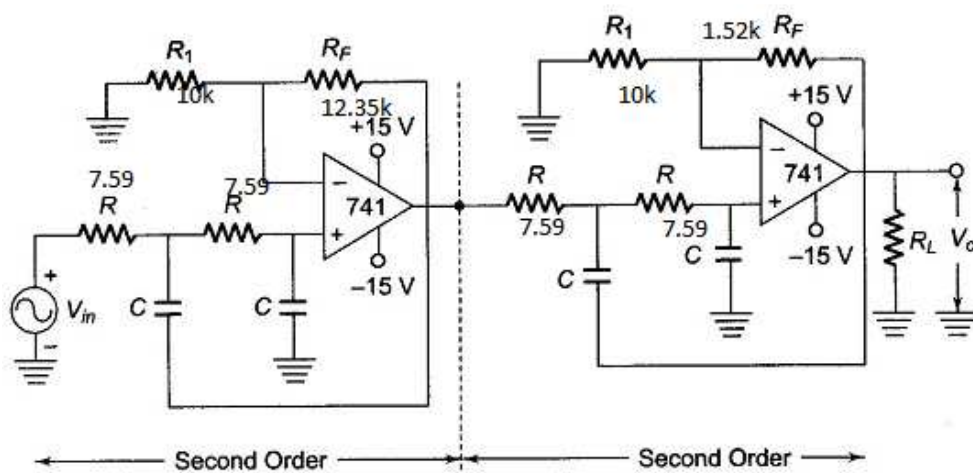 R1
RF
10k
12.35k
+15 V
7.59
7.59
R
R
−
741
+
−15 V
C
C
+
Vin
−
R1
1.52k
RF
10k
+15 V
−
741
+
−15 V
R
R
7.59
7.59
C
C
RL
Vo
Second Order
Second Order